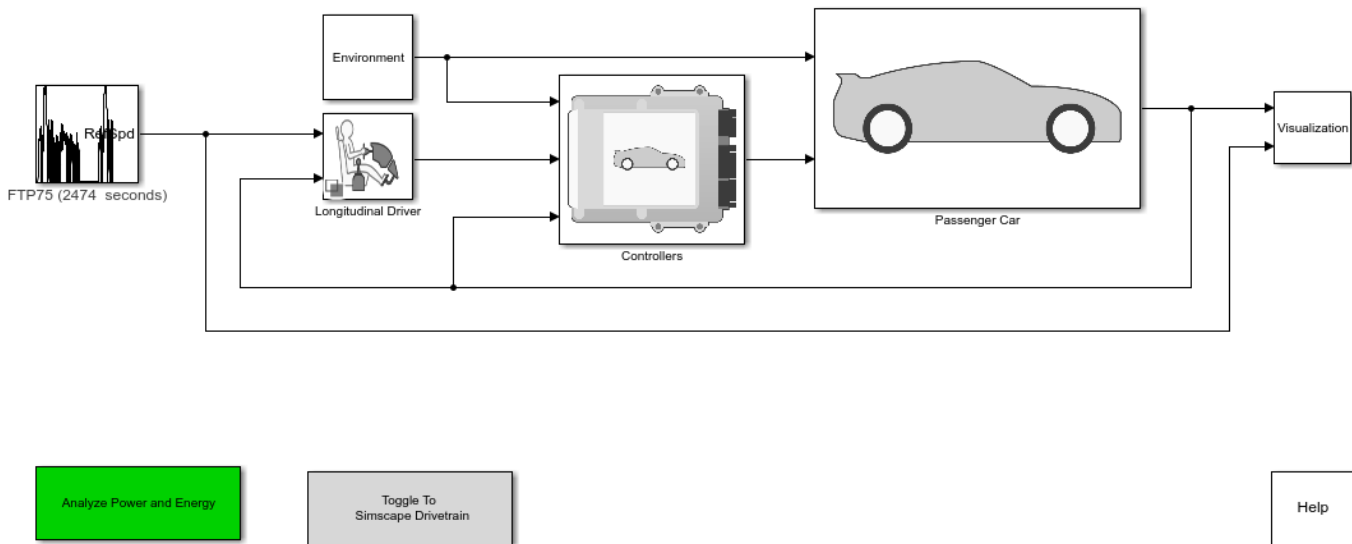 Environment
RefSpd
FTP75 (2474  seconds)
Longitudinal Driver
Controllers
Passenger Car
Visualization
Analyze Power and Energy
Toggle To
Simscape Drivetrain
Help